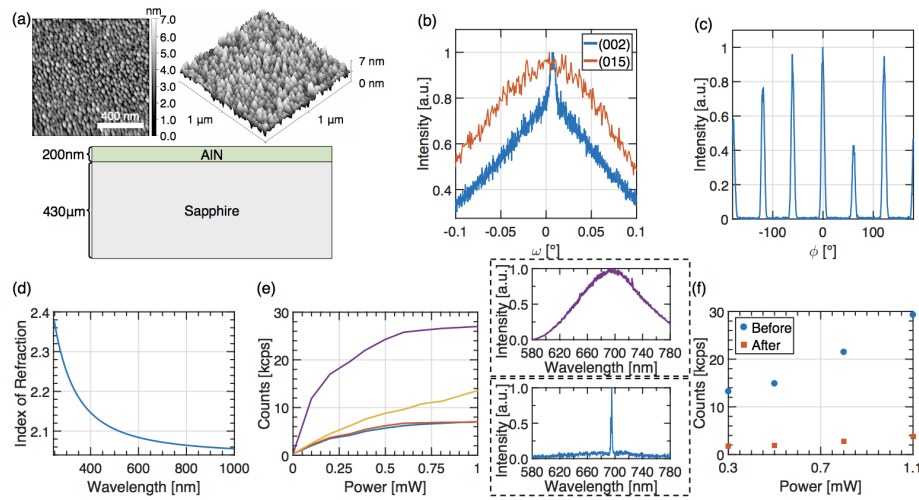 (a)
nm
7.0
6.0
5.0
4.0
3.0
2.0
1.0
0.0
400 nm
7 nm
0 nm
1 µm
1 µm
200nm
AlN
430µm
Sapphire
(b)
Intensity [a.u.]
1
0.8
0.6
0.4
-0.1 -0.05 0 0.05 0.1
ω [°]
(002)
(015)
(c)
Intensity [a.u.]
1
0.8
0.6
0.4
0.2
0
-100 0 100
ϕ [°]
(d)
Index of Refraction
2.4
2.3
2.2
2.1
400 600 800 1000
Wavelength [nm]
(e)
Counts [kcps]
30
20
10
0
0 0.25 0.5 0.75 1
Power [mW]
Intensity [a.u.]
1.0
0.5
580 620 660 700 740 780
Wavelength [nm]
Intensity [a.u.]
1.0
0.5
580 620 660 700 740 780
Wavelength [nm]
(f)
Counts [kcps]
30
20
10
0
0.3 0.7 1.1
Power [mW]
Before
After